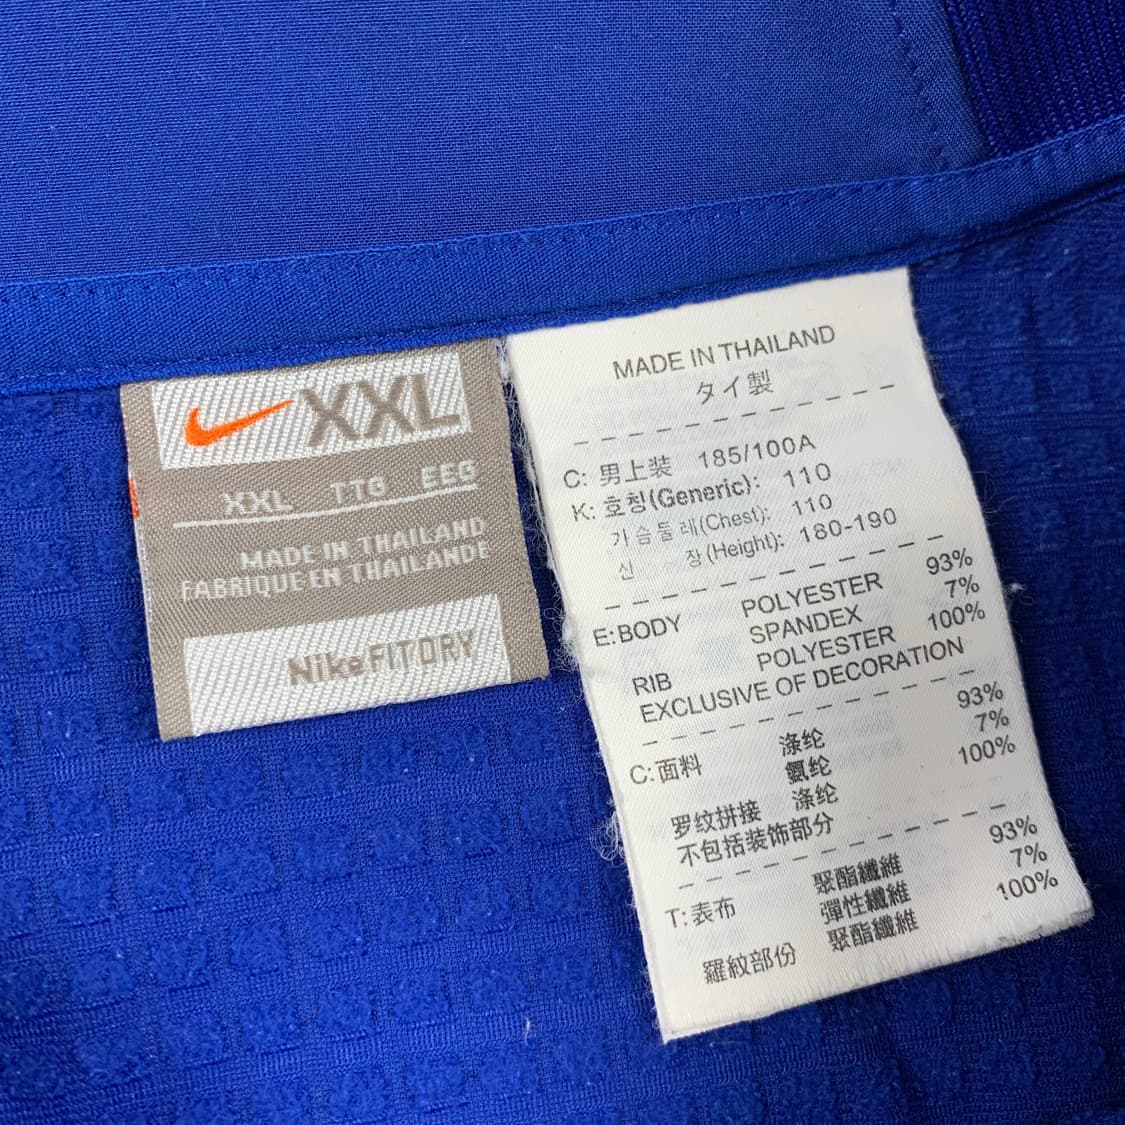 XXL
XXL TTG EEG
MADE IN THAILAND
FABRIQUE EN THAILANDE
Nike FIT DRY
MADE IN THAILAND
タイ製
C: 男上装 185/100A
K: 호칭(Generic): 110
가슴둘레(Chest): 110
신 장(Height): 180-190
E:BODY POLYESTER 93%
SPANDEX 7%
RIB POLYESTER 100%
EXCLUSIVE OF DECORATION
C:面料 涤纶 93%
氨纶 7%
罗纹拼接 涤纶 100%
不包括装饰部分
T:表布 聚酯纖維 93%
彈性纖維 7%
羅紋部份 聚酯纖維 100%